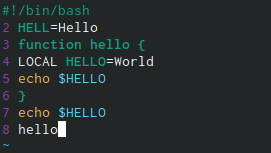 #!/bin/bash
2 HELL=Hello
3 function hello {
4 LOCAL HELLO=World
5 echo $HELLO
6 }
7 echo $HELLO
8 hello
~